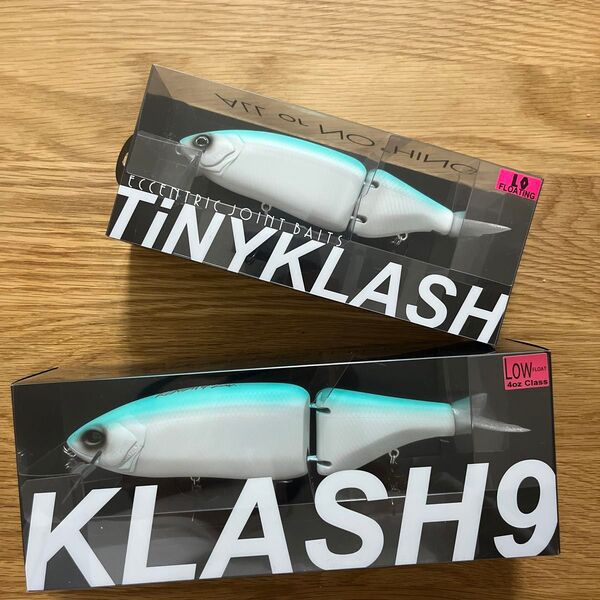 ALL OR NOTHING
LO
FLOATING
ECCENTRIC JOINT BAITS
TiNYKLASH
LOW FLOAT
4oz Class
KLASH9